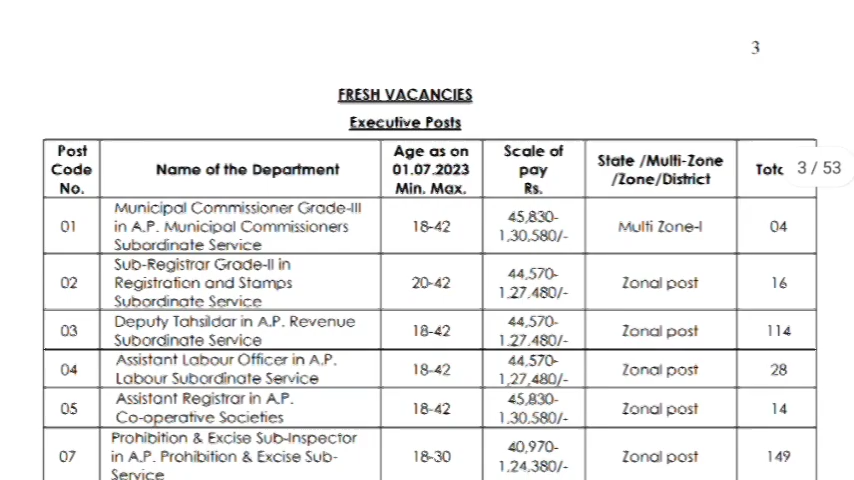 3
FRESH VACANCIES
Executive Posts
Post Code No. Name of the Department Age as on 01.07.2023 Min. Max. Scale of pay Rs. State /Multi-Zone /Zone/District
3 / 53
01 Municipal Commissioner Grade-III in A.P. Municipal Commissioners Subordinate Service 18-42 45,830-1,30,580/- Multi Zone-I 04
02 Sub-Registrar Grade-II in Registration and Stamps Subordinate Service 20-42 44,570-1,27,480/- Zonal post 16
03 Deputy Tahsildar in A.P. Revenue Subordinate Service 18-42 44,570-1,27,480/- Zonal post 114
04 Assistant Labour Officer in A.P. Labour Subordinate Service 18-42 44,570-1,27,480/- Zonal post 28
05 Assistant Registrar in A.P. Co-operative Societies 18-42 45,830-1,30,580/- Zonal post 14
07 Prohibition & Excise Sub-Inspector in A.P. Prohibition & Excise Sub-Service 18-30 40,970-1,24,380/- Zonal post 149